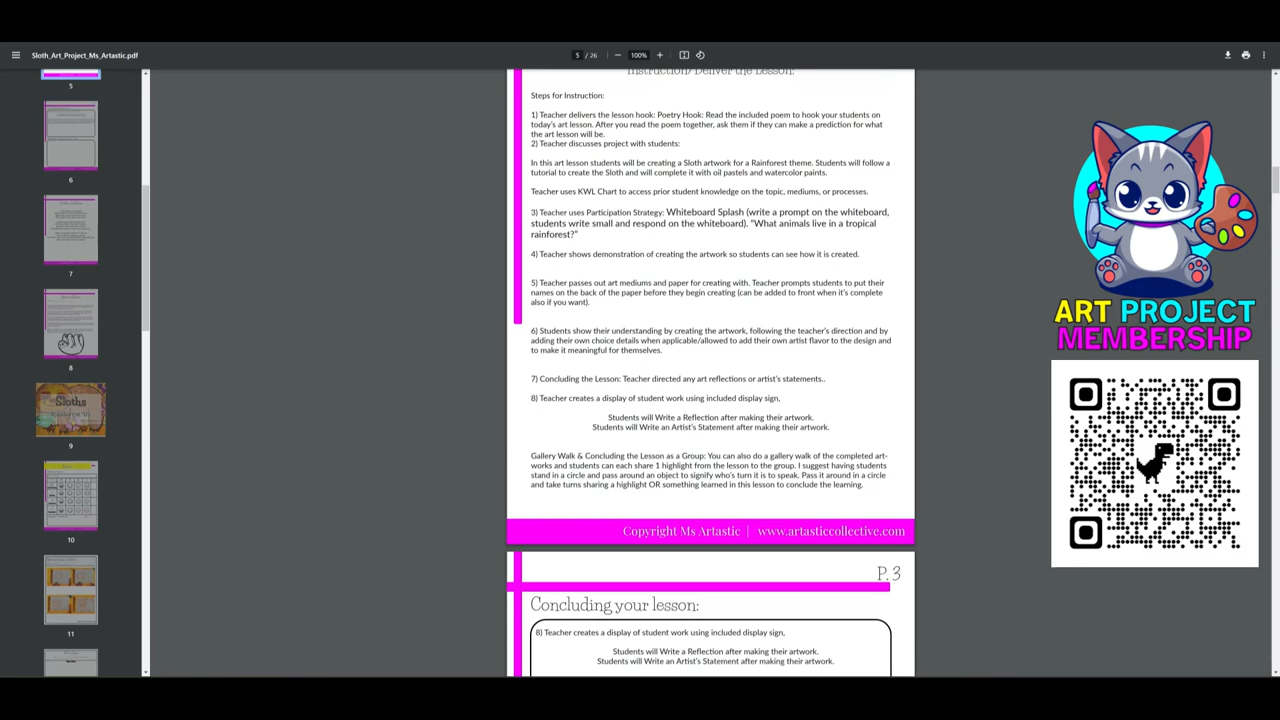 Sloth_Art_Project_Ms_Artastic.pdf
5 / 26
100%
5
6
7
8
Sloths
9
10
11
Instruction/Deliver the Lesson:
Steps for Instruction:
1) Teacher delivers the lesson hook: Poetry Hook: Read the included poem to hook your students on
today's art lesson. After you read the poem together, ask them if they can make a prediction for what
the art lesson will be.
2) Teacher discusses project with students:
In this art lesson students will be creating a Sloth artwork for a Rainforest theme. Students will follow a
tutorial to create the Sloth and will complete it with oil pastels and watercolor paints.
Teacher uses KWL Chart to access prior student knowledge on the topic, mediums, or processes.
3) Teacher uses Participation Strategy: Whiteboard Splash (write a prompt on the whiteboard,
students write small and respond on the whiteboard). "What animals live in a tropical
rainforest?"
4) Teacher shows demonstration of creating the artwork so students can see how it is created.
5) Teacher passes out art mediums and paper for creating with. Teacher prompts students to put their
names on the back of the paper before they begin creating (can be added to front when it's complete
also if you want).
6) Students show their understanding by creating the artwork, following the teacher's direction and by
adding their own choice details when applicable/allowed to add their own artist flavor to the design and
to make it meaningful for themselves.
7) Concluding the Lesson: Teacher directed any art reflections or artist's statements..
8) Teacher creates a display of student work using included display sign,
Students will Write a Reflection after making their artwork.
Students will Write an Artist's Statement after making their artwork.
Gallery Walk & Concluding the Lesson as a Group: You can also do a gallery walk of the completed art-
works and students can each share 1 highlight from the lesson to the group. I suggest having students
stand in a circle and pass around an object to signify who's turn it is to speak. Pass it around in a circle
and take turns sharing a highlight OR something learned in this lesson to conclude the learning.
Copyright Ms Artastic | www.artasticcollective.com
P.3
Concluding your lesson:
8) Teacher creates a display of student work using included display sign,
Students will Write a Reflection after making their artwork.
Students will Write an Artist's Statement after making their artwork.
ART PROJECT
MEMBERSHIP